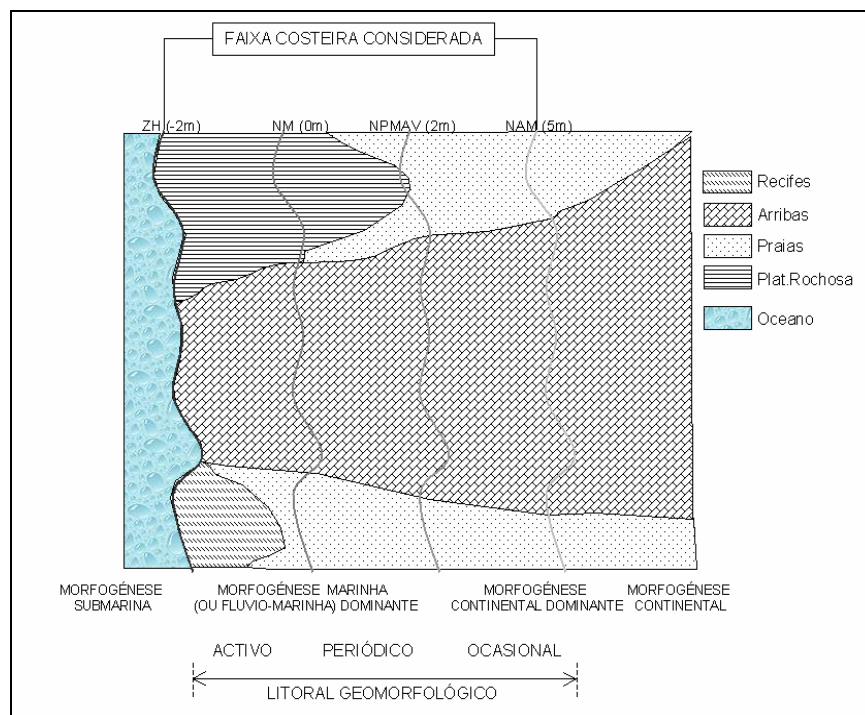 FAIXA COSTEIRA CONSIDERADA
ZH (-2m) NM (0m) NPMAV (2m) NAM (5m)
Recifes
Arribas
Praias
Plat.Rochosa
Oceano
MORFOGÉNESE
SUBMARINA
MORFOGÉNESE MARINHA
(OU FLUVIO-MARINHA) DOMINANTE
MORFOGÉNESE
CONTINENTAL DOMINANTE
MORFOGÉNESE
CONTINENTAL
ACTIVO PERIÓDICO OCASIONAL
LITORAL GEOMORFOLÓGICO